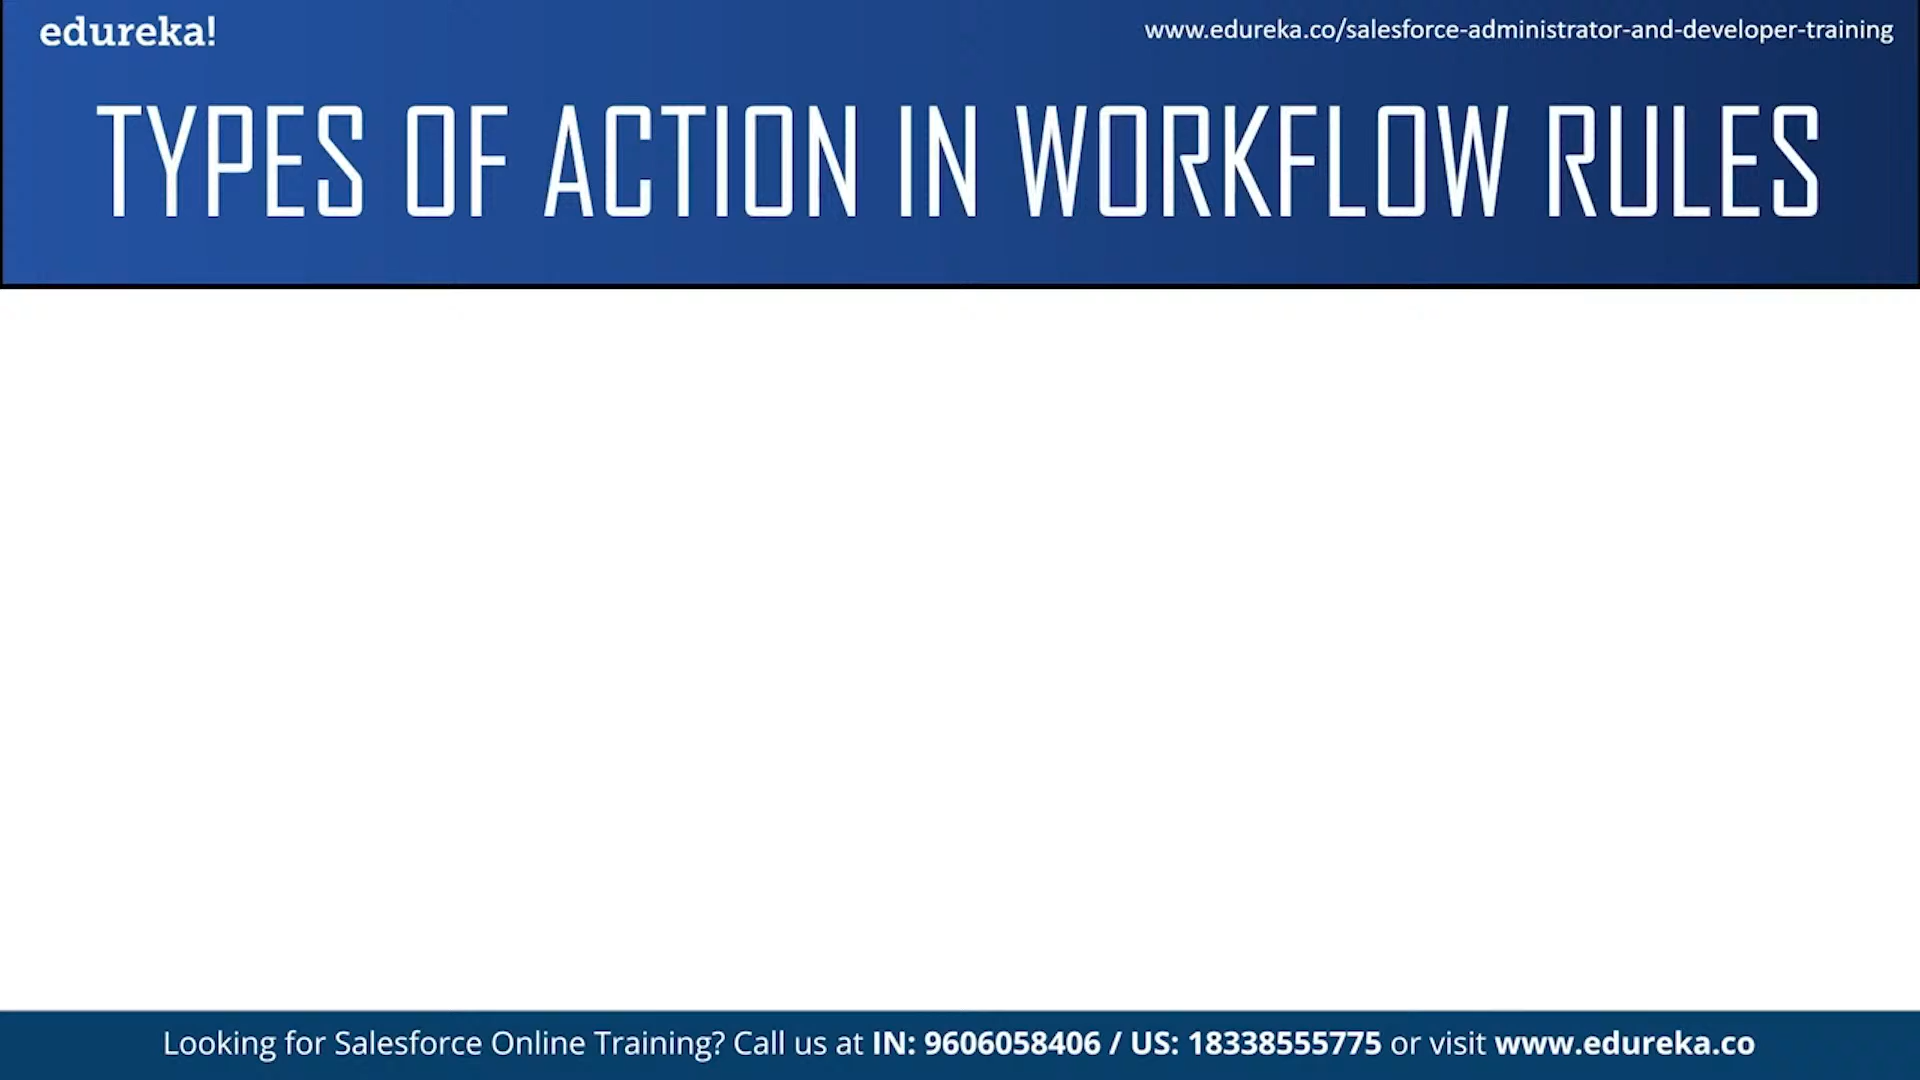 edureka!
www.edureka.co/salesforce-administrator-and-developer-training
TYPES OF ACTION IN WORKFLOW RULES
Looking for Salesforce Online Training? Call us at IN: 9606058406 / US: 18338555775 or visit www.edureka.co